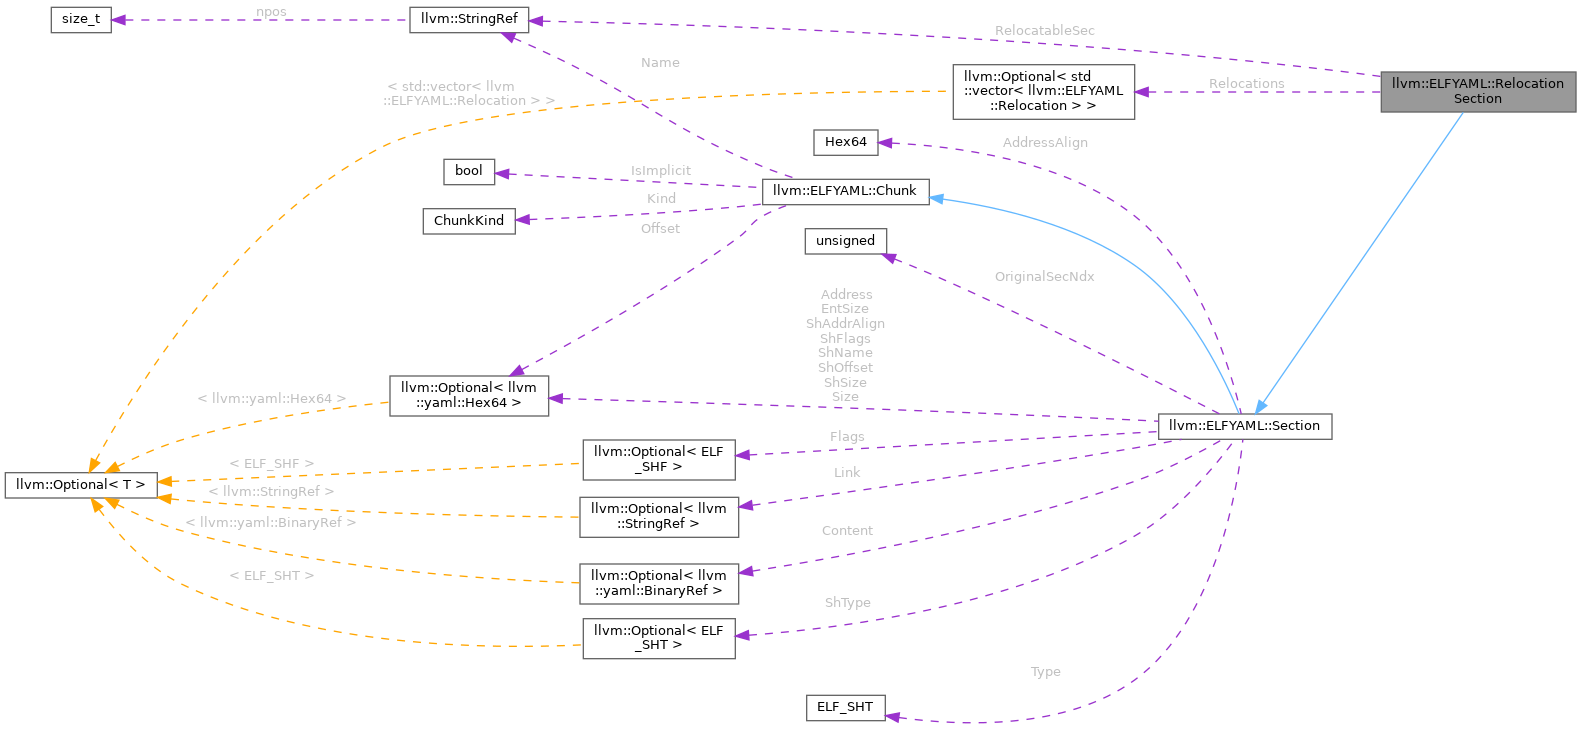 size_t
npos
llvm::StringRef
RelocatableSec
Name
< std::vector< llvm
::ELFYAML::Relocation > >
llvm::Optional< std
::vector< llvm::ELFYAML
::Relocation > >
Relocations
llvm::ELFYAML::Relocation
Section
Hex64
AddressAlign
bool
IsImplicit
llvm::ELFYAML::Chunk
Kind
ChunkKind
Offset
unsigned
OriginalSecNdx
Address
EntSize
ShAddrAlign
ShFlags
ShName
ShOffset
ShSize
Size
llvm::Optional< llvm
::yaml::Hex64 >
< llvm::yaml::Hex64 >
llvm::ELFYAML::Section
Flags
llvm::Optional< ELF
_SHF >
< ELF_SHF >
Link
llvm::Optional< T >
< llvm::StringRef >
llvm::Optional< llvm
::StringRef >
< llvm::yaml::BinaryRef >
Content
llvm::Optional< llvm
::yaml::BinaryRef >
< ELF_SHT >
ShType
llvm::Optional< ELF
_SHT >
Type
ELF_SHT